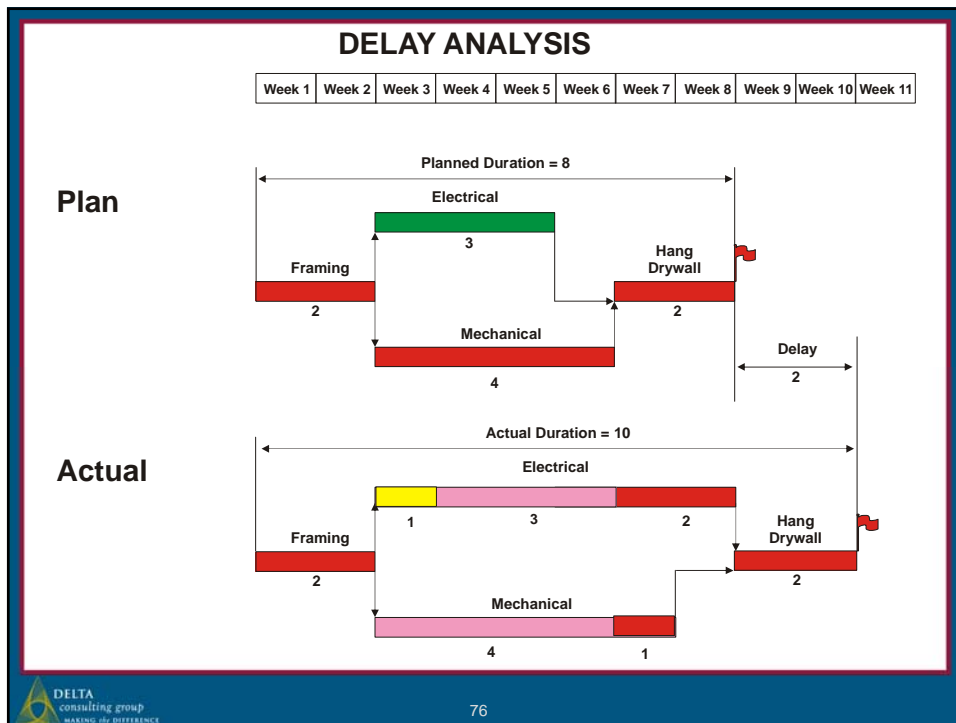 DELAY ANALYSIS
Week 1 Week 2 Week 3 Week 4 Week 5 Week 6 Week 7 Week 8 Week 9 Week 10 Week 11
Planned Duration = 8
Plan
Electrical
3
Framing
2
Hang
Drywall
2
Mechanical
4
Delay
2
Actual Duration = 10
Actual
Electrical
1 3 2
Framing
2
Hang
Drywall
2
Mechanical
4 1
DELTA
consulting group
MAKING the DIFFERENCE
76